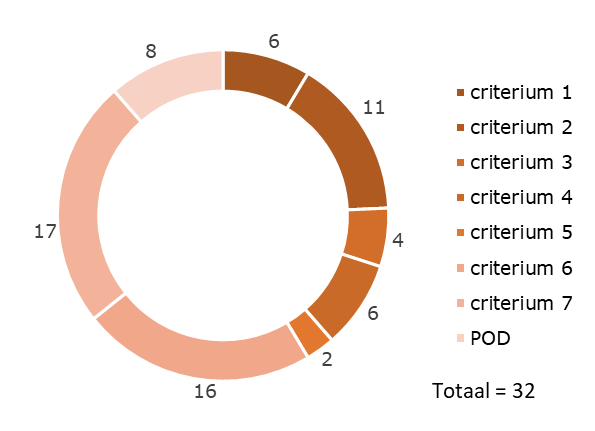 8
6
11
4
6
2
16
17
criterium 1
criterium 2
criterium 3
criterium 4
criterium 5
criterium 6
criterium 7
POD
Totaal = 32